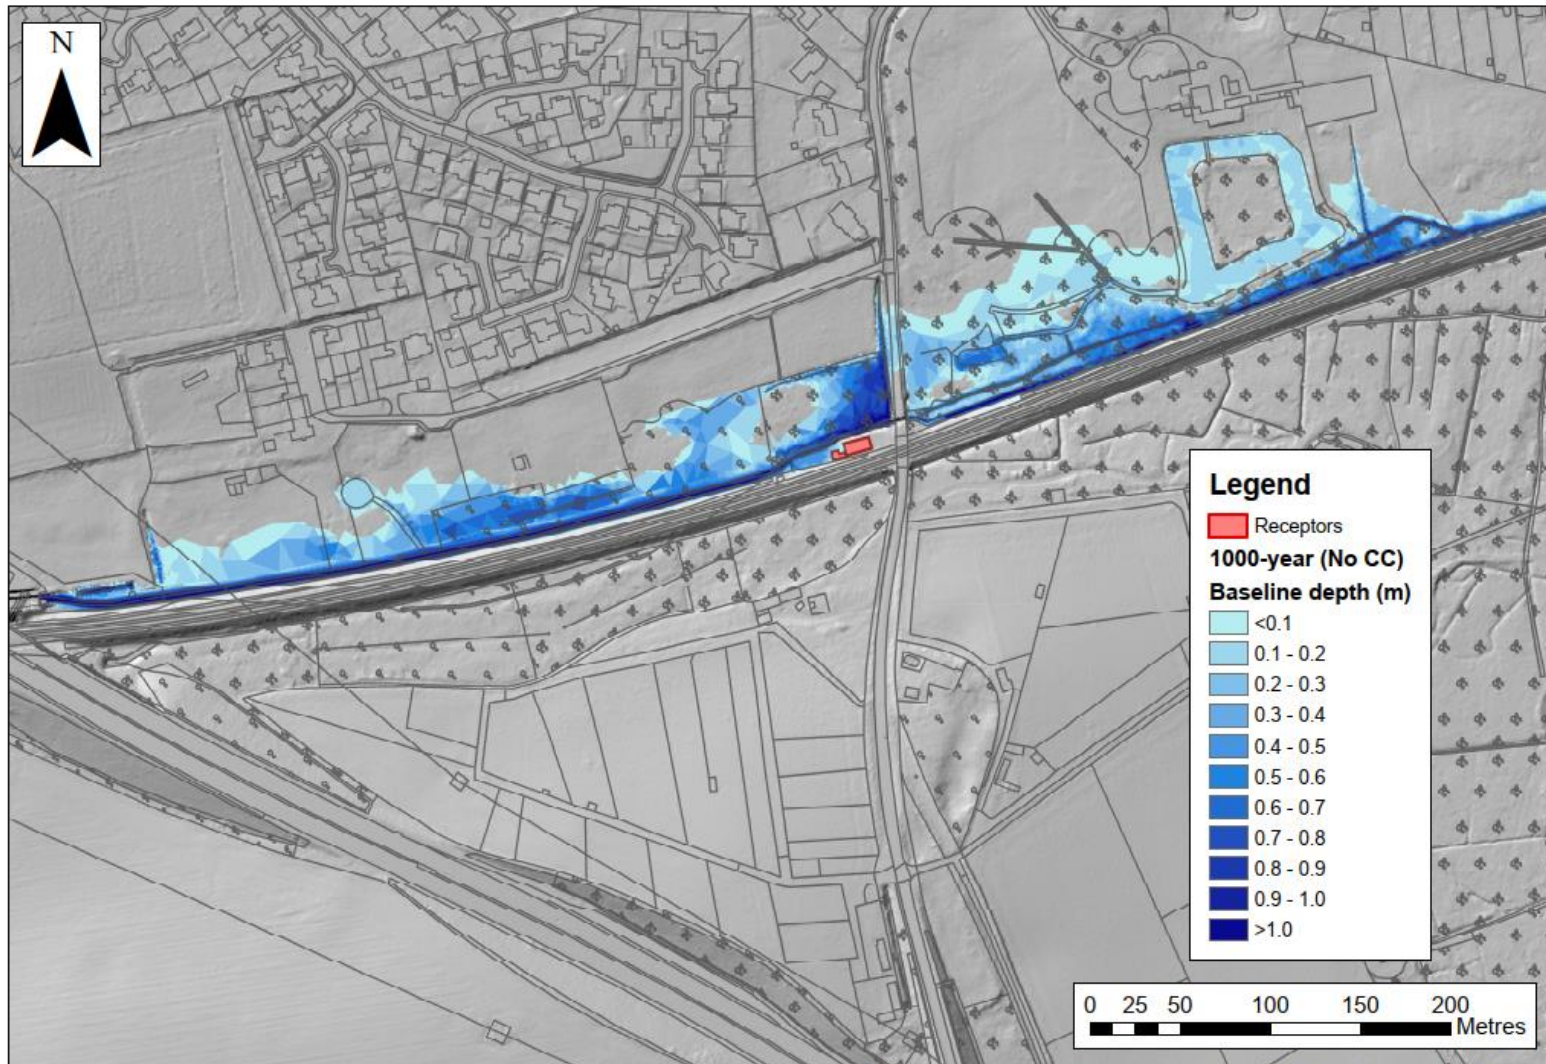 N
Legend
Receptors
1000-year (No CC)
Baseline depth (m)
<0.1
0.1 - 0.2
0.2 - 0.3
0.3 - 0.4
0.4 - 0.5
0.5 - 0.6
0.6 - 0.7
0.7 - 0.8
0.8 - 0.9
0.9 - 1.0
>1.0
0 25 50 100 150 200
Metres